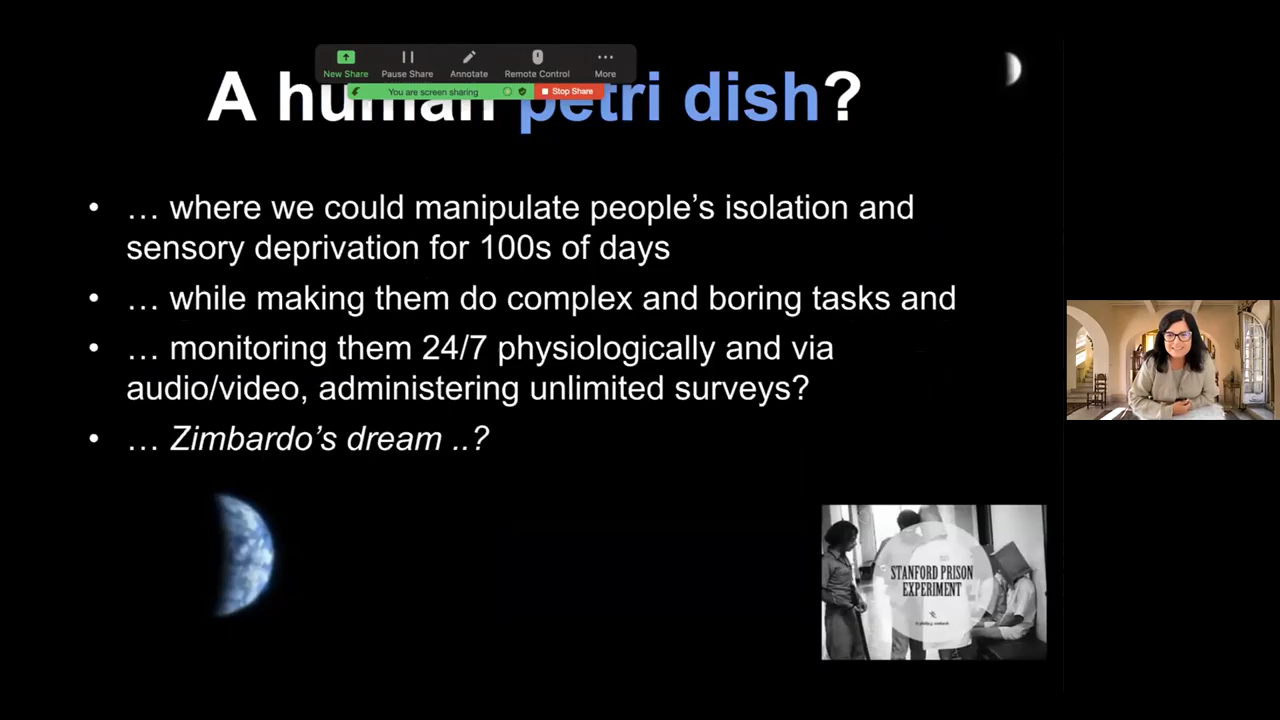 New Share
Pause Share
Annotate
Remote Control
More
You are screen sharing
Stop Share
A human petri dish?
• … where we could manipulate people’s isolation and
sensory deprivation for 100s of days
• … while making them do complex and boring tasks and
• … monitoring them 24/7 physiologically and via
audio/video, administering unlimited surveys?
• … Zimbardo’s dream ..?
STANFORD PRISON
EXPERIMENT